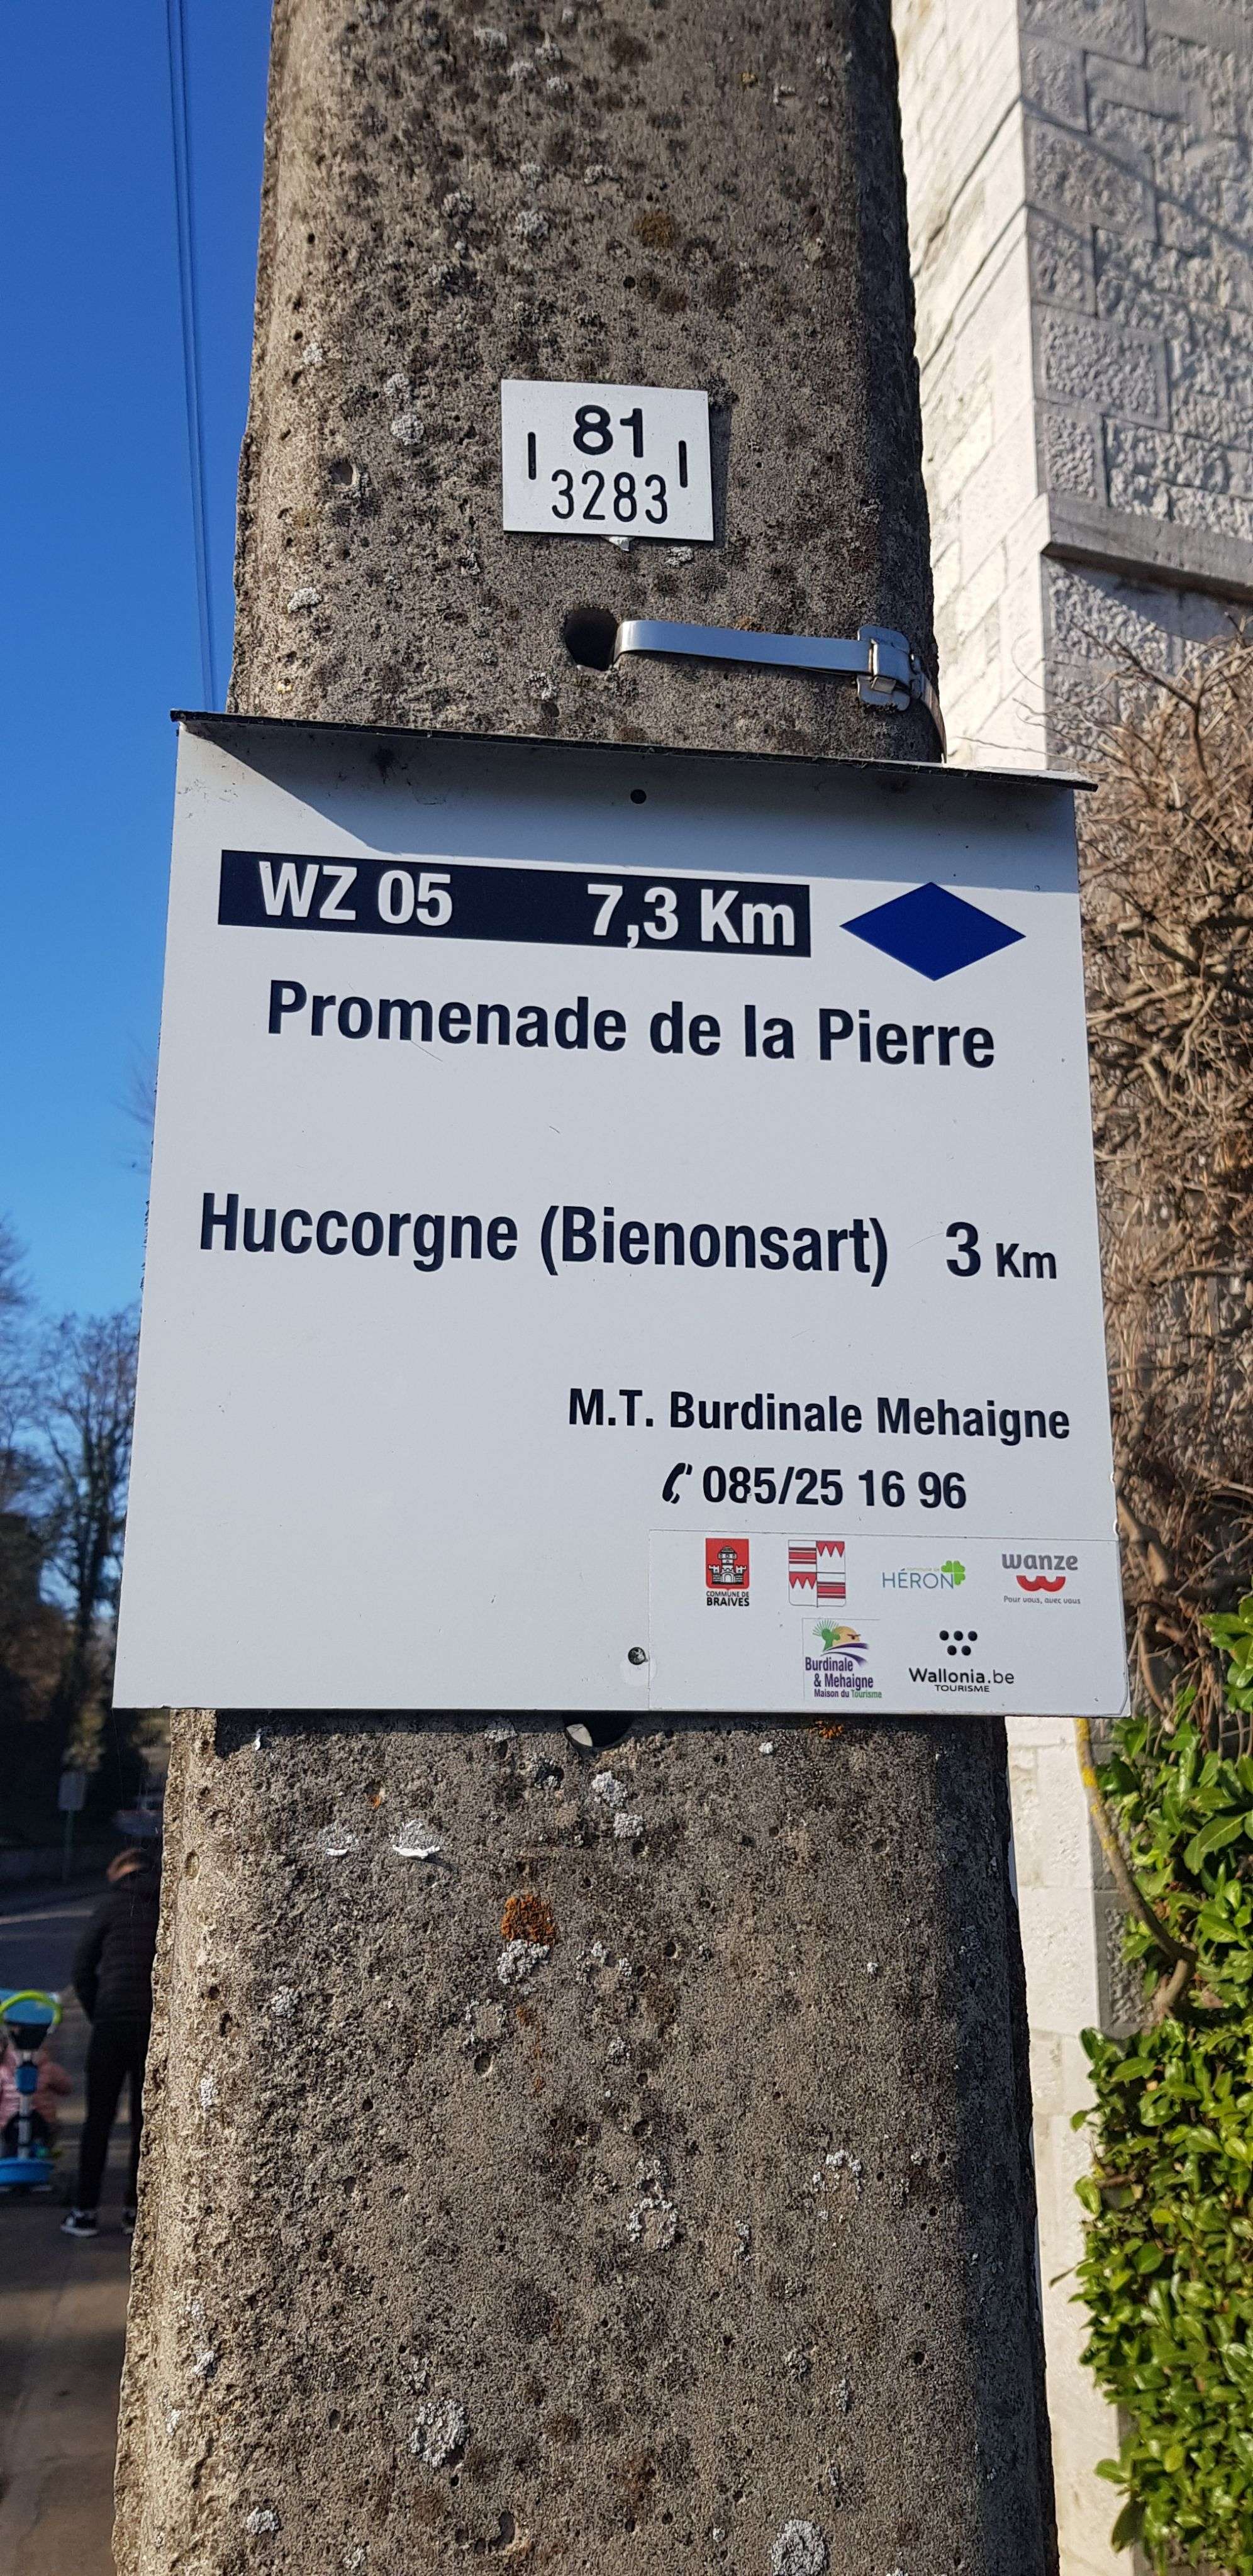 81
3283
WZ 05 7,3 Km
Promenade de la Pierre
Huccorgne (Bienonsart) 3 Km
M.T. Burdinale Mehaigne
085/25 16 96
COMMUNE DE
BRAIVES
HÉRON
wanze
Pour vous, avec vous
Burdinale
& Mehaigne
Maison du Tourisme
Wallonia.be
TOURISME